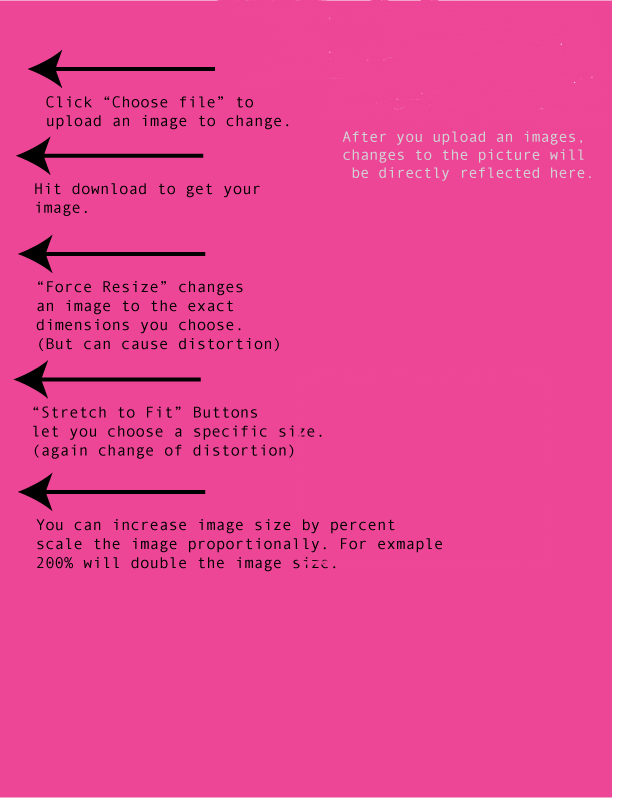 Click “Choose file” to
upload an image to change.
After you upload an images,
changes to the picture will
be directly reflected here.
Hit download to get your
image.
“Force Resize” changes
an image to the exact
dimensions you choose.
(But can cause distortion)
“Stretch to Fit” Buttons
let you choose a specific size.
(again change of distortion)
You can increase image size by percent
scale the image proportionally. For exmaple
200% will double the image size.